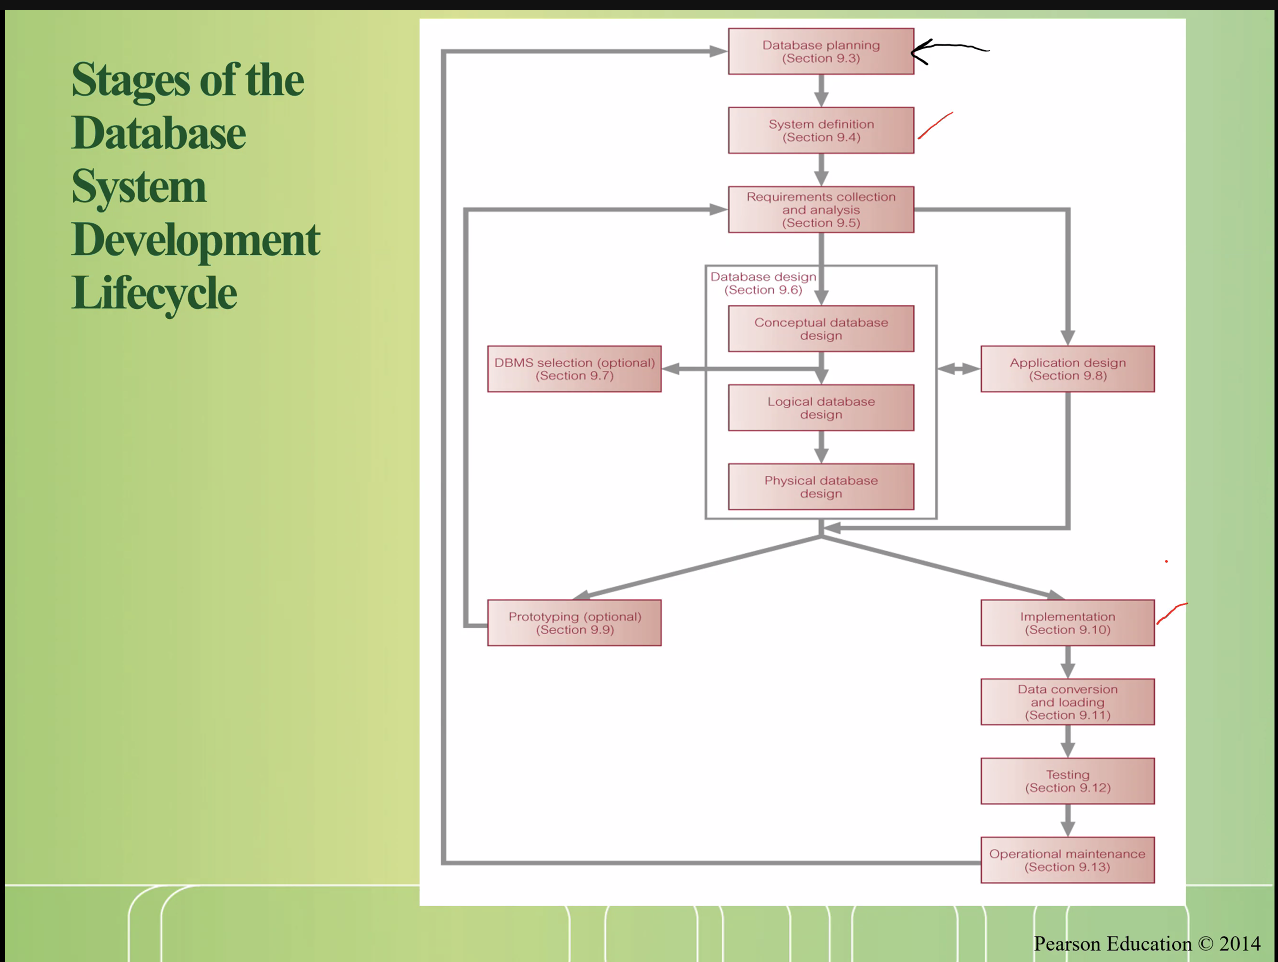 Stages of the
Database
System
Development
Lifecycle
Database planning
(Section 9.3)
System definition
(Section 9.4)
Requirements collection
and analysis
(Section 9.5)
Database design
(Section 9.6)
Conceptual database
design
DBMS selection (optional)
(Section 9.7)
Application design
(Section 9.8)
Logical database
design
Physical database
design
Prototyping (optional)
(Section 9.9)
Implementation
(Section 9.10)
Data conversion
and loading
(Section 9.11)
Testing
(Section 9.12)
Operational maintenance
(Section 9.13)
Pearson Education © 2014